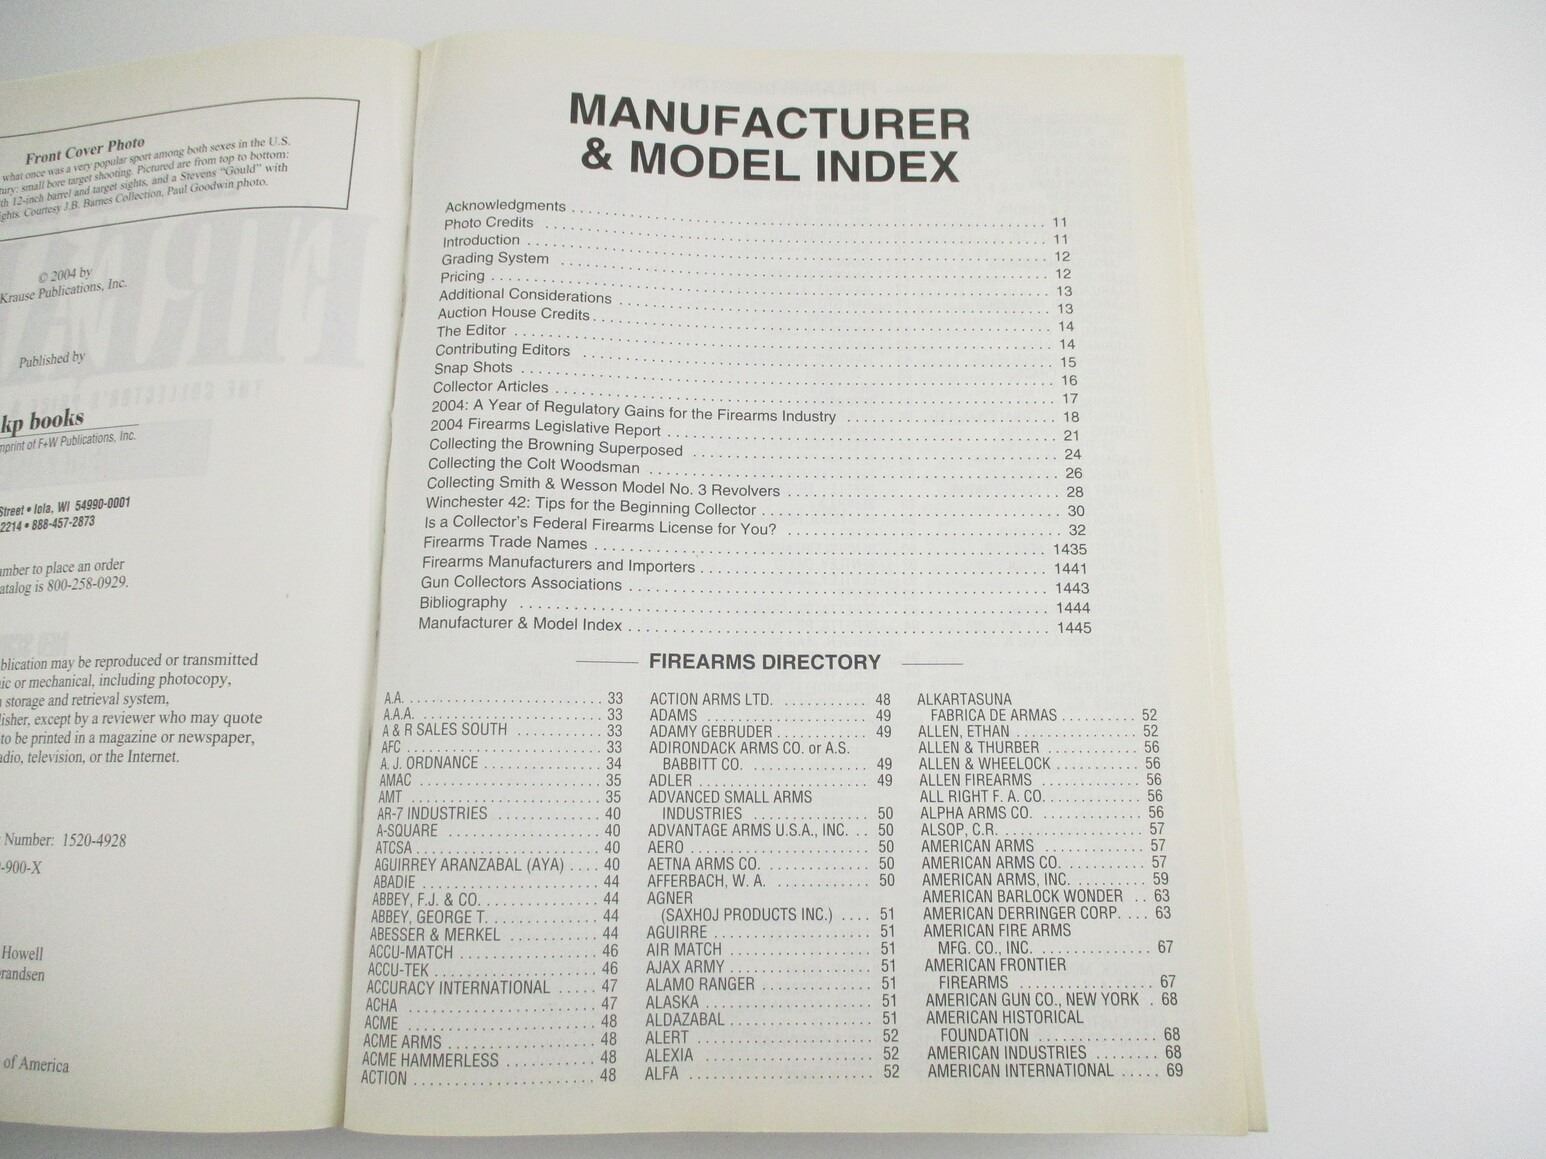 Front Cover Photo
what once was a very popular sport among both sexes in the U.S.
small bore target shooting. Pictured are from top to bottom:
12-inch barrel and target sights, and a Stevens "Gould" with
Courtesy J.B. Barnes Collection, Paul Goodwin photo.
© 2004 by
Krause Publications, Inc.
Published by
kp books
imprint of F+W Publications, Inc.
Street • Iola, WI 54990-0001
2214 • 888-457-2873
number to place an order
catalog is 800-258-0929.
may be reproduced or transmitted
or mechanical, including photocopy,
storage and retrieval system,
except by a reviewer who may quote
to be printed in a magazine or newspaper,
radio, television, or the Internet.
Number: 1520-4928
-900-X
Howell
of America
MANUFACTURER
& MODEL INDEX
Acknowledgments 11
Photo Credits 11
Introduction 12
Grading System 12
Pricing 13
Additional Considerations 13
Auction House Credits 14
The Editor 14
Contributing Editors 15
Snap Shots 16
Collector Articles 17
2004: A Year of Regulatory Gains for the Firearms Industry 18
2004 Firearms Legislative Report 21
Collecting the Browning Superposed 24
Collecting the Colt Woodsman 26
Collecting Smith & Wesson Model No. 3 Revolvers 28
Winchester 42: Tips for the Beginning Collector 30
Is a Collector's Federal Firearms License for You? 32
Firearms Trade Names 1435
Firearms Manufacturers and Importers 1441
Gun Collectors Associations 1443
Bibliography 1444
Manufacturer & Model Index 1445
FIREARMS DIRECTORY
A.A. 33
A.A.A. 33
A & R SALES SOUTH 33
AFC 33
A. J. ORDNANCE 34
AMAC 35
AMT 35
AR-7 INDUSTRIES 40
A-SQUARE 40
ATCSA 40
AGUIRREY ARANZABAL (AYA) 40
ABADIE 44
ABBEY, F.J. & CO. 44
ABBEY, GEORGE T. 44
ABESSER & MERKEL 44
ACCU-MATCH 46
ACCU-TEK 46
ACCURACY INTERNATIONAL 47
ACHA 47
ACME 48
ACME ARMS 48
ACME HAMMERLESS 48
ACTION 48
ACTION ARMS LTD. 48
ADAMS 49
ADAMY GEBRUDER 49
ADIRONDACK ARMS CO. or A.S.
BABBITT CO. 49
ADLER 49
ADVANCED SMALL ARMS
INDUSTRIES 50
ADVANTAGE ARMS U.S.A., INC. 50
AERO 50
AETNA ARMS CO. 50
AFFERBACH, W. A. 50
AGNER
(SAXHOJ PRODUCTS INC.) 51
AGUIRRE 51
AIR MATCH 51
AJAX ARMY 51
ALAMO RANGER 51
ALASKA 51
ALDAZABAL 51
ALERT 52
ALEXIA 52
ALFA 52
ALKARTASUNA
FABRICA DE ARMAS 52
ALLEN, ETHAN 52
ALLEN & THURBER 56
ALLEN & WHEELOCK 56
ALLEN FIREARMS 56
ALL RIGHT F. A. CO. 56
ALPHA ARMS CO. 56
ALSOP, C.R. 57
AMERICAN ARMS 57
AMERICAN ARMS CO. 57
AMERICAN ARMS, INC. 59
AMERICAN BARLOCK WONDER 63
AMERICAN DERRINGER CORP. 63
AMERICAN FIRE ARMS
MFG. CO., INC. 67
AMERICAN FRONTIER
FIREARMS 67
AMERICAN GUN CO., NEW YORK 68
AMERICAN HISTORICAL
FOUNDATION 68
AMERICAN INDUSTRIES 68
AMERICAN INTERNATIONAL 69